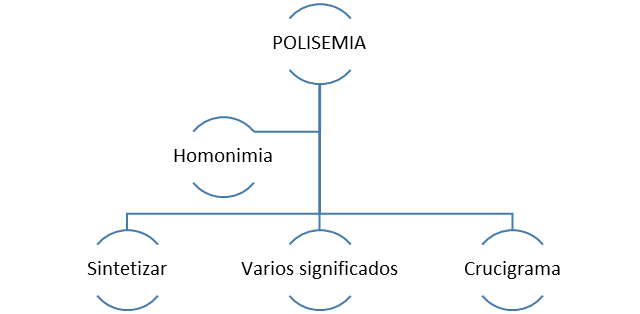 POLISEMIA
Homonimia
Sintetizar
Varios significados
Crucigrama